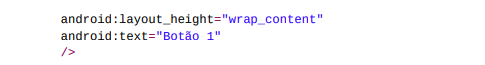 android:layout_height="wrap_content"
android:text="Botão 1"
/>